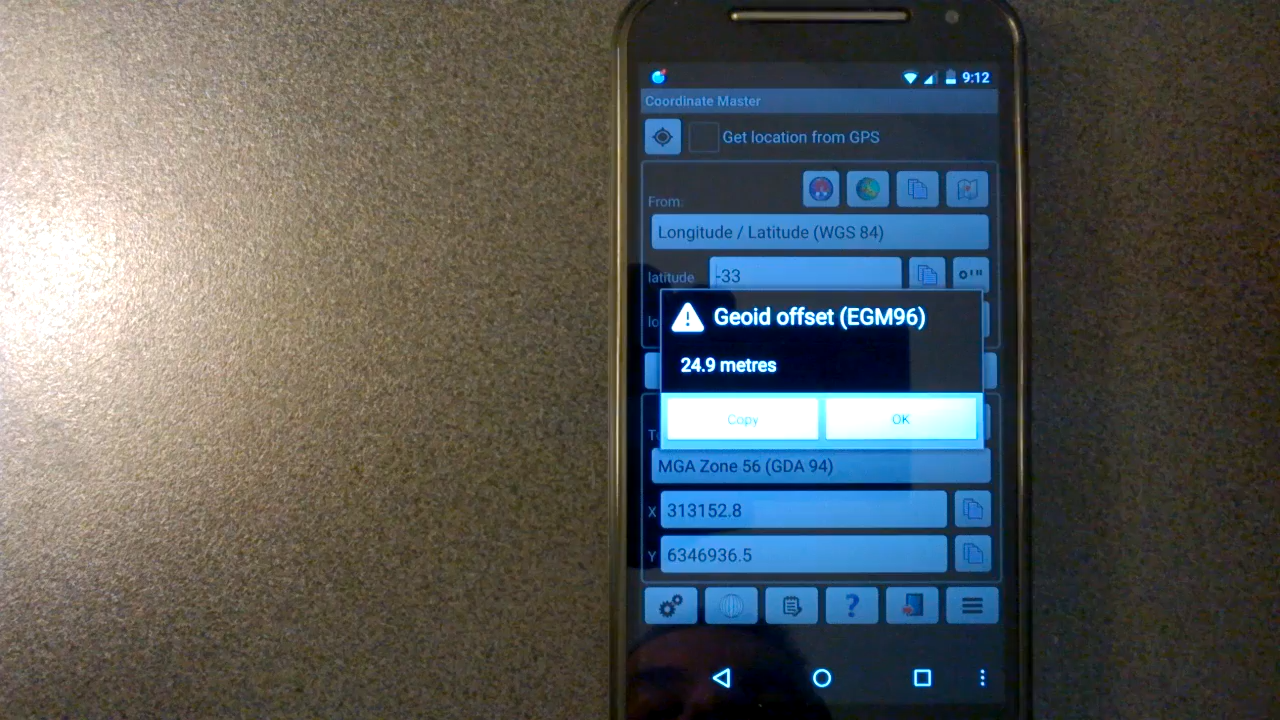 9:12
Coordinate Master
Get location from GPS
From:
Longitude / Latitude (WGS 84)
latitude -33 o'"
lo
Geoid offset (EGM96)
24.9 metres
Copy OK
MGA Zone 56 (GDA 94)
X 313152.8
Y 6346936.5
?